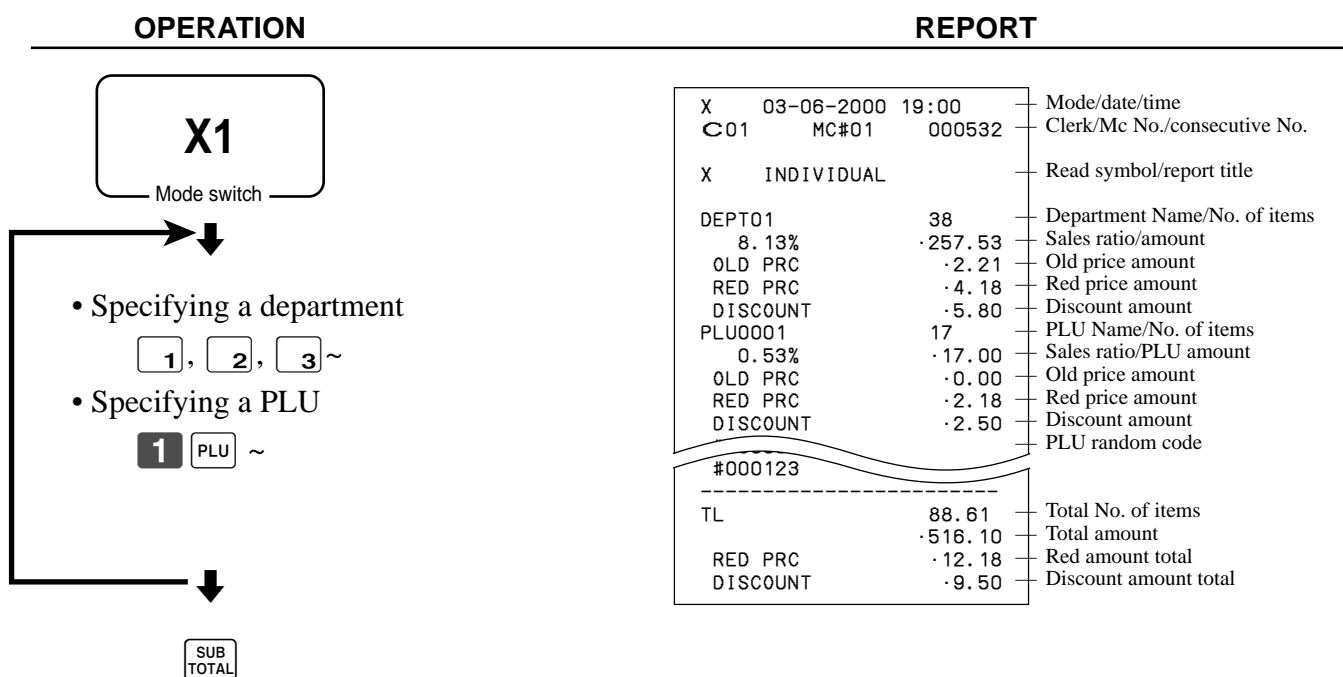 OPERATION
REPORT
X1
Mode switch
• Specifying a department
1, 2, 3~
• Specifying a PLU
1 PLU ~
SUB
TOTAL
X 03-06-2000 19:00 Mode/date/time
C01 MC#01 000532 Clerk/Mc No./consecutive No.
X INDIVIDUAL Read symbol/report title
DEPT01 38 Department Name/No. of items
8.13% ·257.53 Sales ratio/amount
OLD PRC ·2.21 Old price amount
RED PRC ·4.18 Red price amount
DISCOUNT ·5.80 Discount amount
PLU0001 17 PLU Name/No. of items
0.53% ·17.00 Sales ratio/PLU amount
OLD PRC ·0.00 Old price amount
RED PRC ·2.18 Red price amount
DISCOUNT ·2.50 Discount amount
PLU random code
#000123
------------------------------
TL 88.61 Total No. of items
·516.10 Total amount
RED PRC ·12.18 Red amount total
DISCOUNT ·9.50 Discount amount total